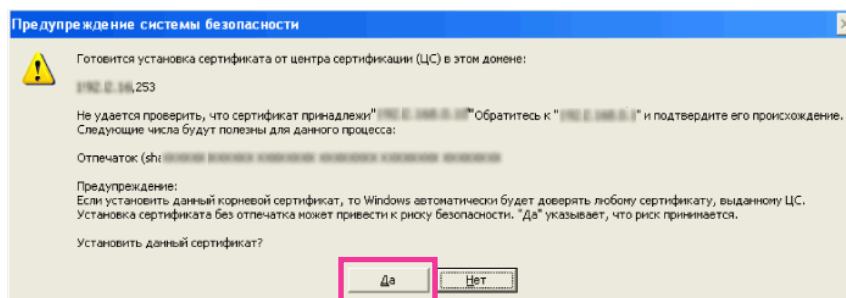 Предупреждение системы безопасности
Готовится установка сертификата от центра сертификации (ЦС) в этом домене:
,253
Не удается проверить, что сертификат принадлежи" "Обратитесь к " " и подтвердите его происхождение.
Следующие числа будут полезны для данного процесса:
Отпечаток (sha
Предупреждение:
Если установить данный корневой сертификат, то Windows автоматически будет доверять любому сертификату, выданному ЦС.
Установка сертификата без отпечатка может привести к риску безопасности. "Да" указывает, что риск принимается.
Установить данный сертификат?
Да Нет